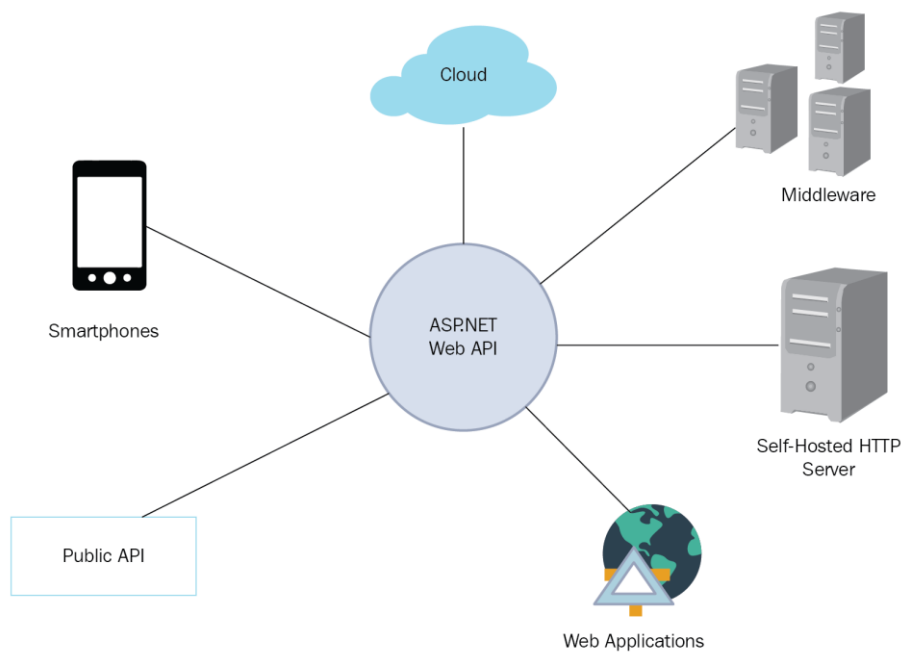 Cloud
Middleware
Smartphones
ASP.NET
Web API
Self-Hosted HTTP
Server
Public API
Web Applications